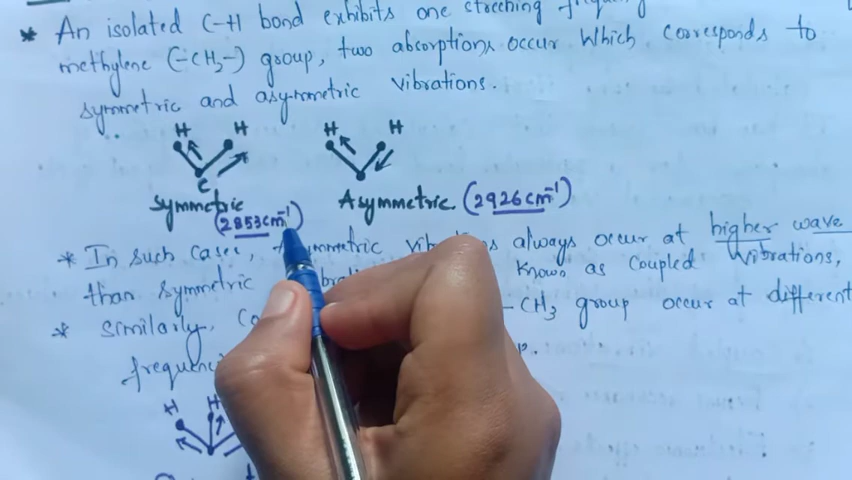 * An isolated C-H bond exhibits one
methylene (-CH2-) group, two absorptions occur which corresponds to
symmetric and asymmetric vibrations.
H H H H
C
symmetric Asymmetric (2926cm⁻¹)
(2853cm⁻¹)
* In such cases, always occur at higher wave
than symmetric known as coupled vibrations,
* similarly, -CH3 group occur at different
H H